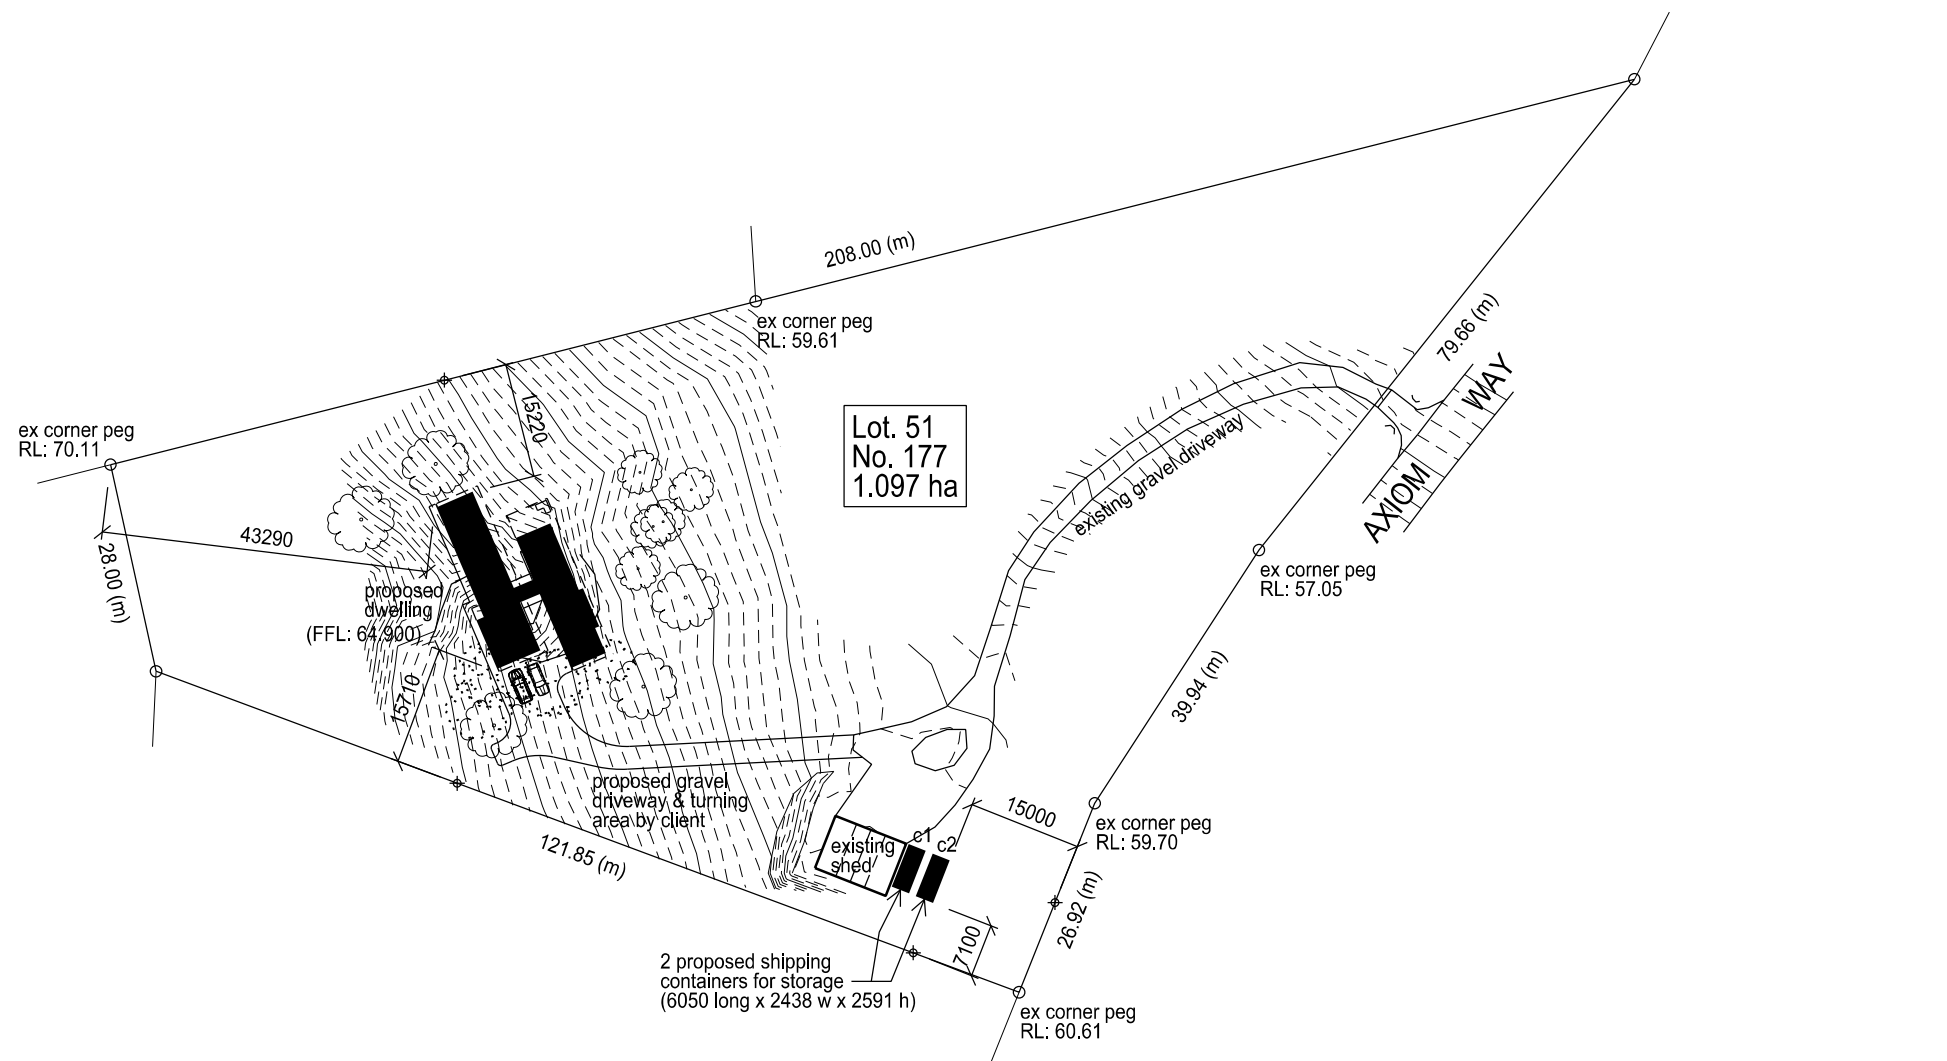 208.00 (m)
ex corner peg
RL: 59.61
79.66 (m)
AXIOM WAY
15220
Lot. 51
No. 177
1.097 ha
ex corner peg
RL: 70.11
existing gravel driveway
43290
28.00 (m)
ex corner peg
RL: 57.05
proposed
dwelling
(FFL: 64.900)
15710
39.94 (m)
proposed gravel
driveway & turning
area by client
121.85 (m)
15000
ex corner peg
RL: 59.70
c1
c2
existing
shed
26.92 (m)
7100
2 proposed shipping
containers for storage
(6050 long x 2438 w x 2591 h)
ex corner peg
RL: 60.61